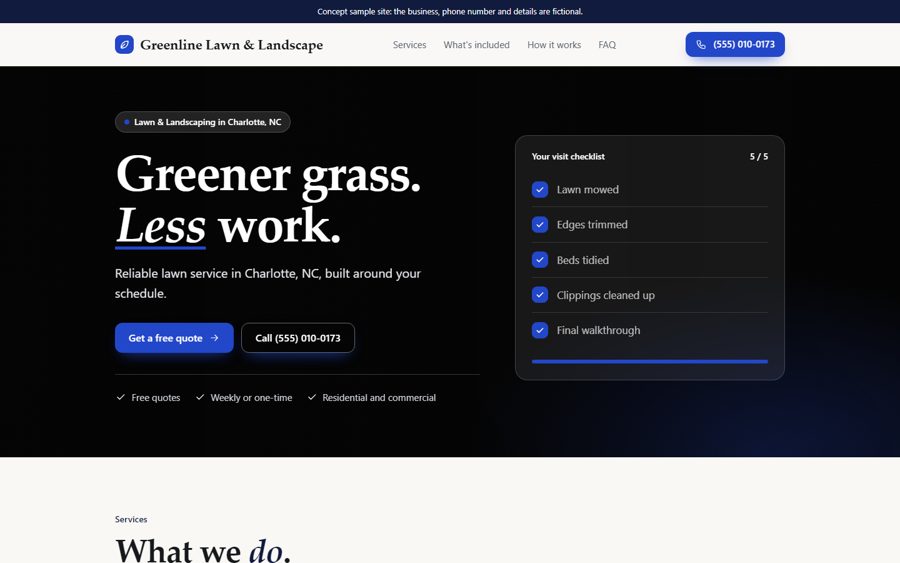 Concept sample site: the business, phone number and details are fictional.
Greenline Lawn & Landscape
Services
What's included
How it works
FAQ
(555) 010-0173
Lawn & Landscaping in Charlotte, NC
Greener grass.
Less work.
Reliable lawn service in Charlotte, NC, built around your
schedule.
Get a free quote
Call (555) 010-0173
Free quotes
Weekly or one-time
Residential and commercial
Your visit checklist
5 / 5
Lawn mowed
Edges trimmed
Beds tidied
Clippings cleaned up
Final walkthrough
Services
What we do.